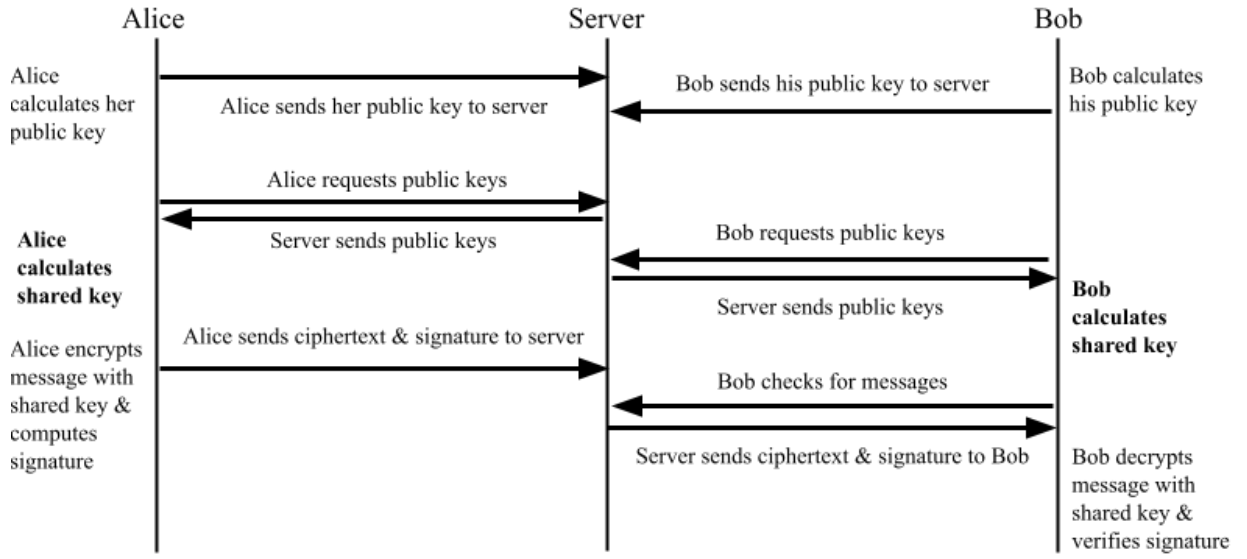 Alice
Server
Bob
Alice
calculates her
public key
Alice sends her public key to server
Bob sends his public key to server
Bob calculates
his public key
Alice requests public keys
Server sends public keys
Alice
calculates
shared key
Bob requests public keys
Server sends public keys
Bob
calculates
shared key
Alice sends ciphertext & signature to server
Alice encrypts
message with
shared key &
computes
signature
Bob checks for messages
Server sends ciphertext & signature to Bob
Bob decrypts
message with
shared key &
verifies signature